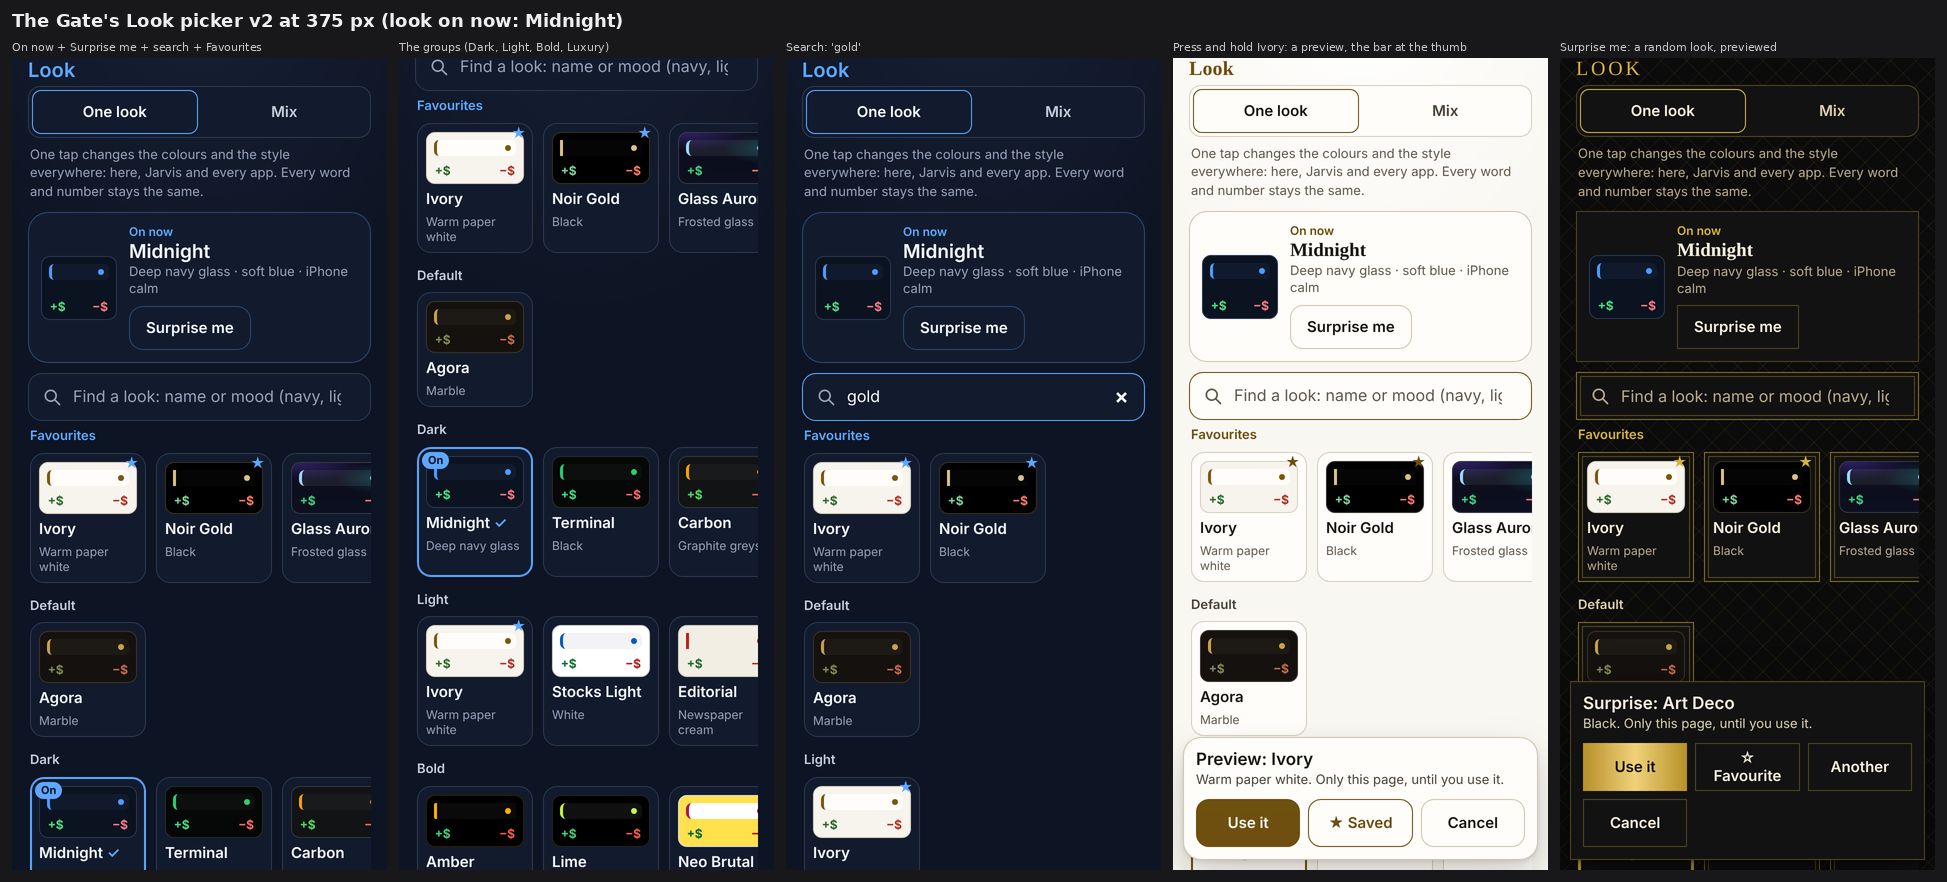 The Gate's Look picker v2 at 375 px (look on now: Midnight)
On now + Surprise me + search + Favourites
Look
One look
Mix
One tap changes the colours and the style
everywhere: here, Jarvis and every app. Every word
and number stays the same.
On now
Midnight
Deep navy glass · soft blue · iPhone
calm
+$ −$
Surprise me
Find a look: name or mood (navy, lig
Favourites
★ ★
+$ −$ +$ −$ +$
Ivory Noir Gold Glass Auro
Warm paper Black Frosted glass
white
Default
+$ −$
Agora
Marble
Dark
On
+$ −$ +$ −$ +$
Midnight ✓ Terminal Carbon
The groups (Dark, Light, Bold, Luxury)
Find a look: name or mood (navy, lig
Favourites
★ ★
+$ −$ +$ −$ +$
Ivory Noir Gold Glass Auro
Warm paper Black Frosted glass
white
Default
+$ −$
Agora
Marble
Dark
On
+$ −$ +$ −$ +$
Midnight ✓ Terminal Carbon
Deep navy glass Black Graphite greys
Light
★
+$ −$ +$ −$ +$
Ivory Stocks Light Editorial
Warm paper White Newspaper
white cream
Bold
+$ −$ +$ −$ +$
Amber Lime Neo Brutal
Search: 'gold'
Look
One look
Mix
One tap changes the colours and the style
everywhere: here, Jarvis and every app. Every word
and number stays the same.
On now
Midnight
Deep navy glass · soft blue · iPhone
calm
+$ −$
Surprise me
gold ×
Favourites
★ ★
+$ −$ +$ −$
Ivory Noir Gold
Warm paper Black
white
Default
+$ −$
Agora
Marble
Light
★
+$ −$
Ivory
Press and hold Ivory: a preview, the bar at the thumb
Look
One look
Mix
One tap changes the colours and the style
everywhere: here, Jarvis and every app. Every word
and number stays the same.
On now
Midnight
Deep navy glass · soft blue · iPhone
calm
+$ −$
Surprise me
Find a look: name or mood (navy, lig
Favourites
★ ★
+$ −$ +$ −$ +$
Ivory Noir Gold Glass Auro
Warm paper Black Frosted glass
white
Default
+$ −$
Agora
Marble
Preview: Ivory
Warm paper white. Only this page, until you use it.
Use it
★ Saved
Cancel
Surprise me: a random look, previewed
LOOK
One look
Mix
One tap changes the colours and the style
everywhere: here, Jarvis and every app. Every word
and number stays the same.
On now
Midnight
Deep navy glass · soft blue · iPhone
calm
+$ −$
Surprise me
Find a look: name or mood (navy, lig
Favourites
★ ★
+$ −$ +$ −$ +$
Ivory Noir Gold Glass Auro
Warm paper Black Frosted glass
white
Default
+$ −$
Surprise: Art Deco
Black. Only this page, until you use it.
Use it
☆
Favourite
Another
Cancel